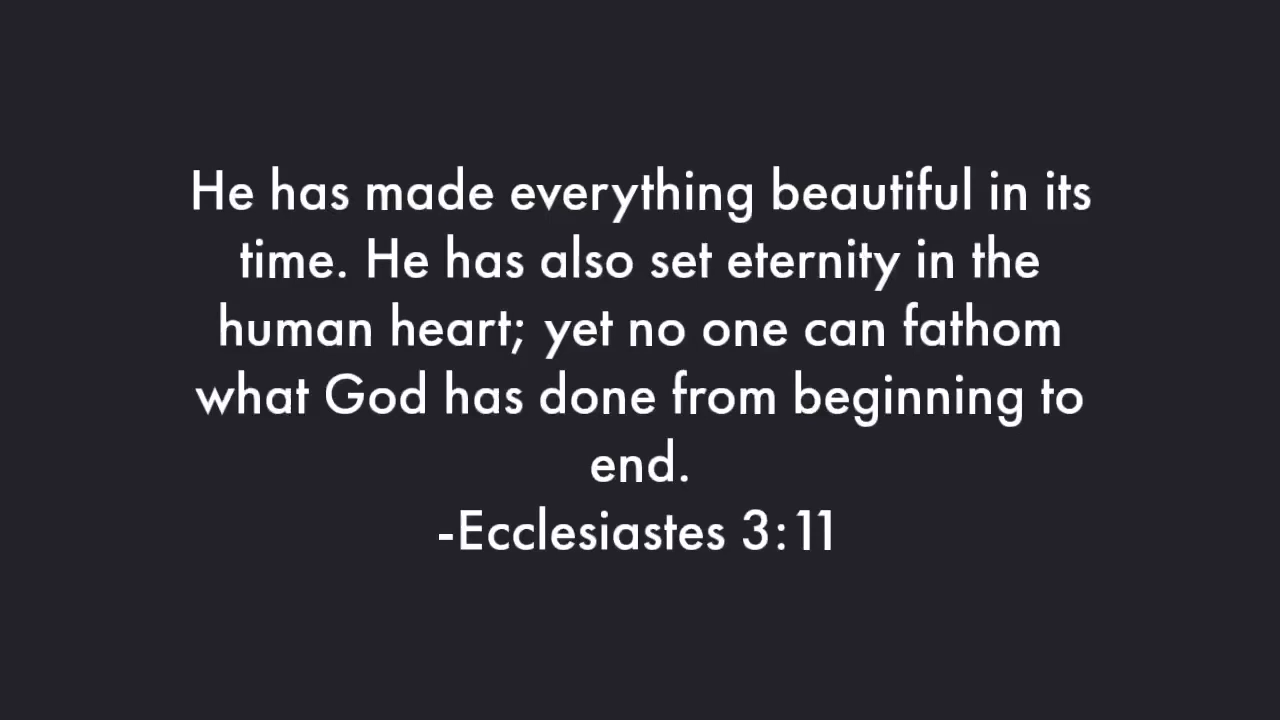 He has made everything beautiful in its
time. He has also set eternity in the
human heart; yet no one can fathom
what God has done from beginning to
end.
-Ecclesiastes 3:11